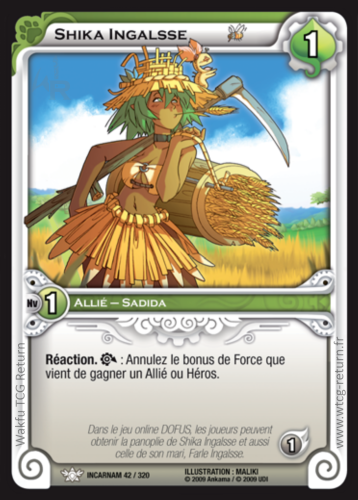 Shika Ingalsse
1
Nv 1
Allié – Sadida
Réaction. : Annulez le bonus de Force que
vient de gagner un Allié ou Héros.
Dans le jeu online DOFUS, les joueurs peuvent
obtenir la panoplie de Shika Ingalsse et aussi
celle de son mari, Farle Ingalsse.
1
INCARNAM 42 / 320
ILLUSTRATION : MALIKI
© 2009 Ankama / © 2009 UDI
Wakfu TCG Return
www.wtcg-return.fr